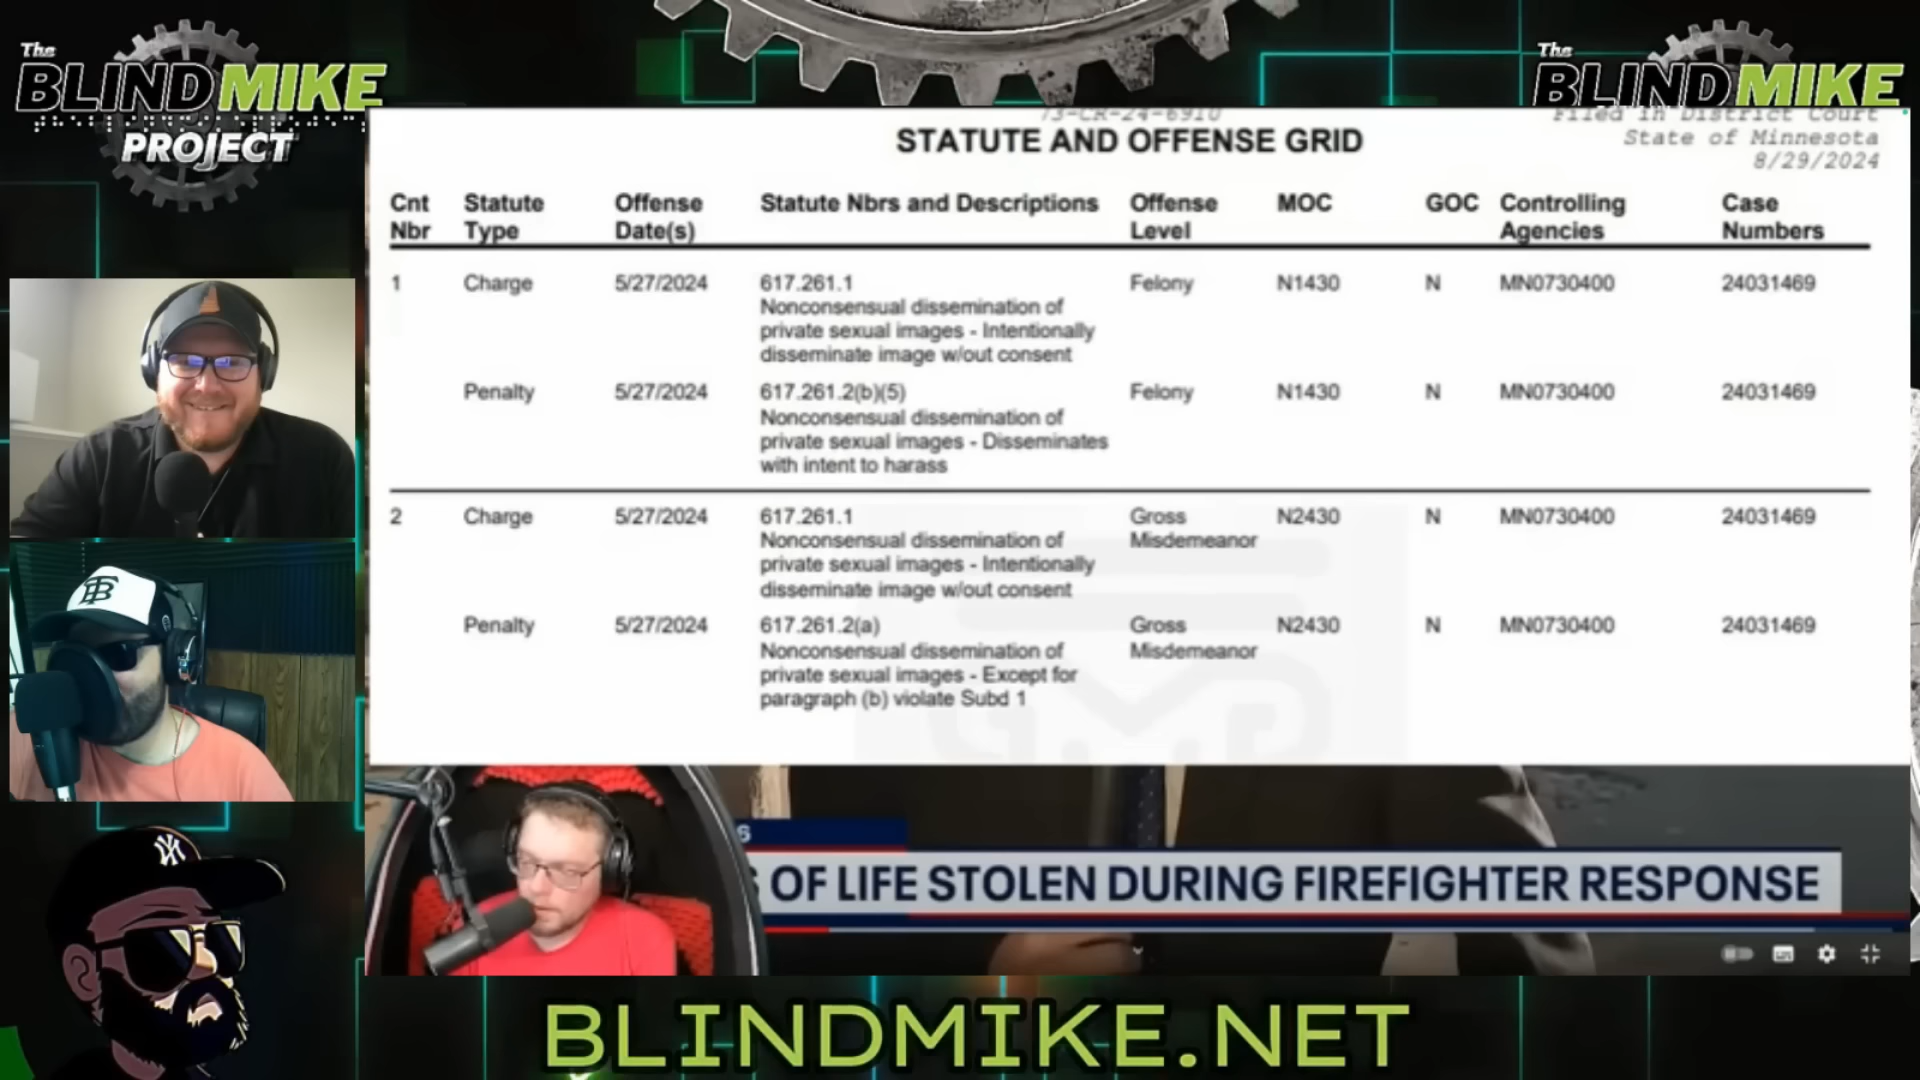 The
BLINDMIKE
PROJECT
The
BLINDMIKE
73-CR-24-6910
Filed in District Court
State of Minnesota
8/29/2024
STATUTE AND OFFENSE GRID
Cnt Nbr Statute Type Offense Date(s) Statute Nbrs and Descriptions Offense Level MOC GOC Controlling Agencies Case Numbers
1 Charge 5/27/2024 617.261.1 Felony N1430 N MN0730400 24031469
Nonconsensual dissemination of
private sexual images - Intentionally
disseminate image w/out consent
Penalty 5/27/2024 617.261.2(b)(5) Felony N1430 N MN0730400 24031469
Nonconsensual dissemination of
private sexual images - Disseminates
with intent to harass
2 Charge 5/27/2024 617.261.1 Gross N2430 N MN0730400 24031469
Nonconsensual dissemination of Misdemeanor
private sexual images - Intentionally
disseminate image w/out consent
Penalty 5/27/2024 617.261.2(a) Gross N2430 N MN0730400 24031469
Nonconsensual dissemination of Misdemeanor
private sexual images - Except for
paragraph (b) violate Subd 1
TB
NY
OF LIFE STOLEN DURING FIREFIGHTER RESPONSE
BLINDMIKE.NET